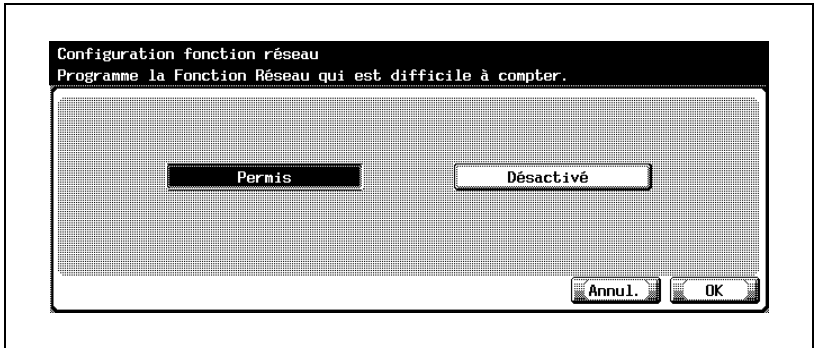 Configuration fonction réseau
Programme la Fonction Réseau qui est difficile à compter.
Permis Désactivé
Annul. OK